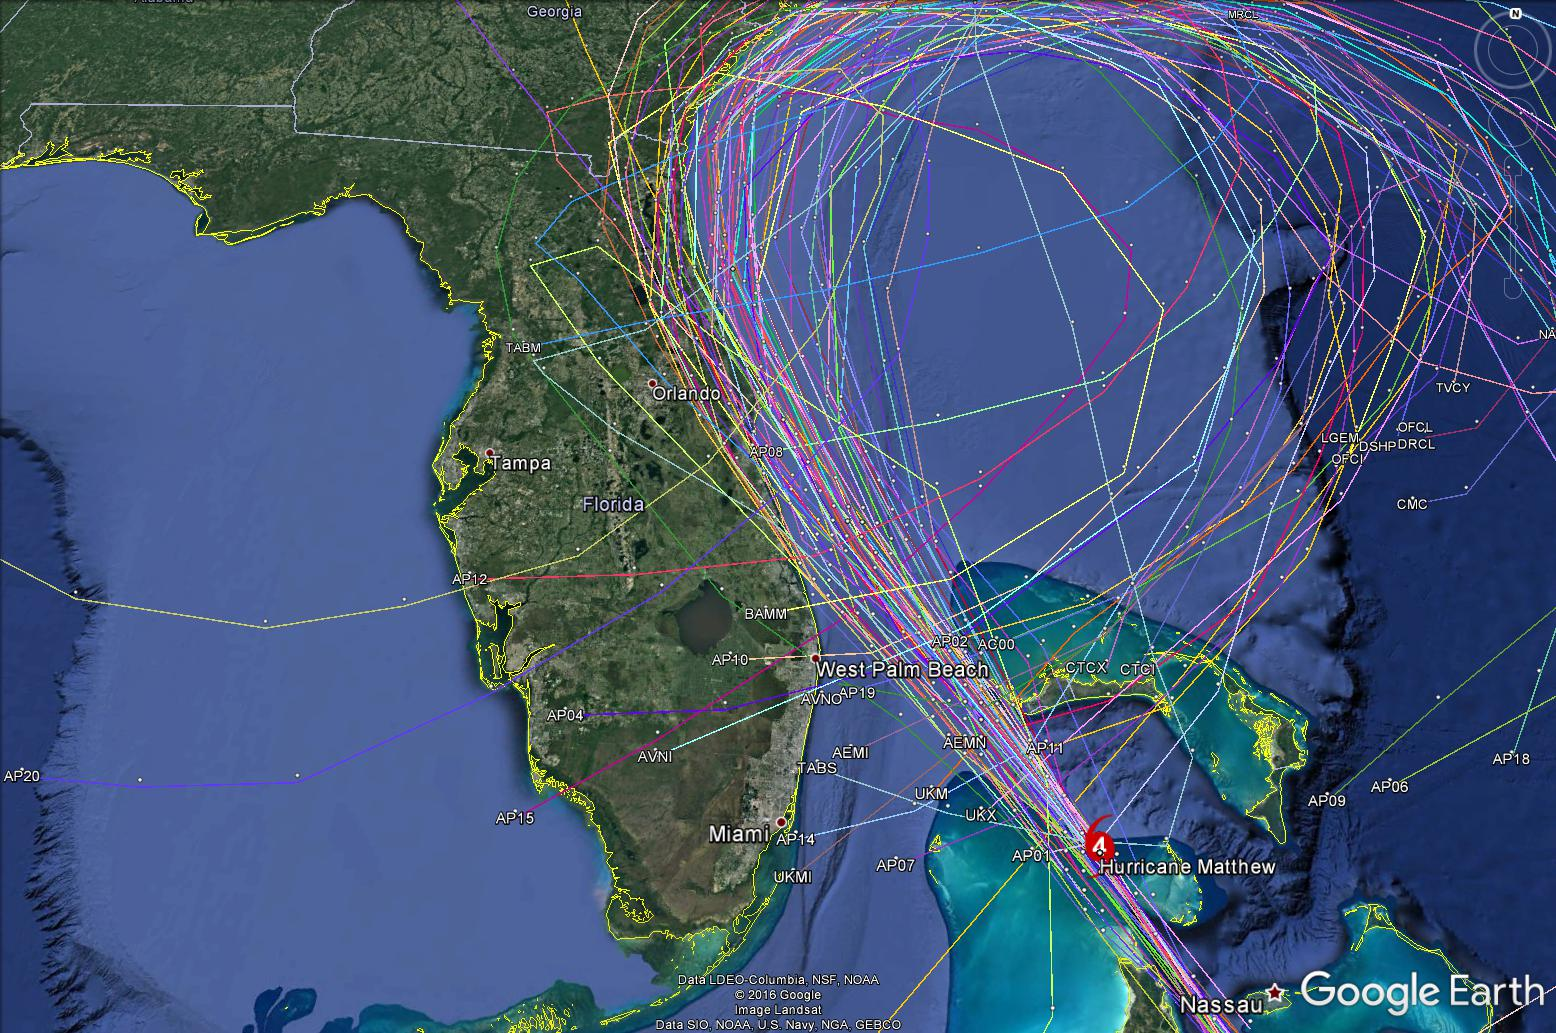 Alabama
Georgia
MRCL
N
NA
TABM
Orlando
TVCY
OFCL
LGEM
DSHP
DRCL
OFCI
AP08
Tampa
Florida
CMC
AP12
BAMM
AP10
AP02
AC00
West Palm Beach
CTCX
CTCI
AVNO
AP19
AP04
AEMN
AP11
AVNI
AEMI
TABS
AP18
AP20
UKM
AP06
AP09
AP15
UKX
Miami
AP14
AP01
AP07
4
Hurricane Matthew
UKMI
Data LDEO-Columbia, NSF, NOAA
© 2016 Google
Image Landsat
Data SIO, NOAA, U.S. Navy, NGA, GEBCO
Nassau
Google Earth